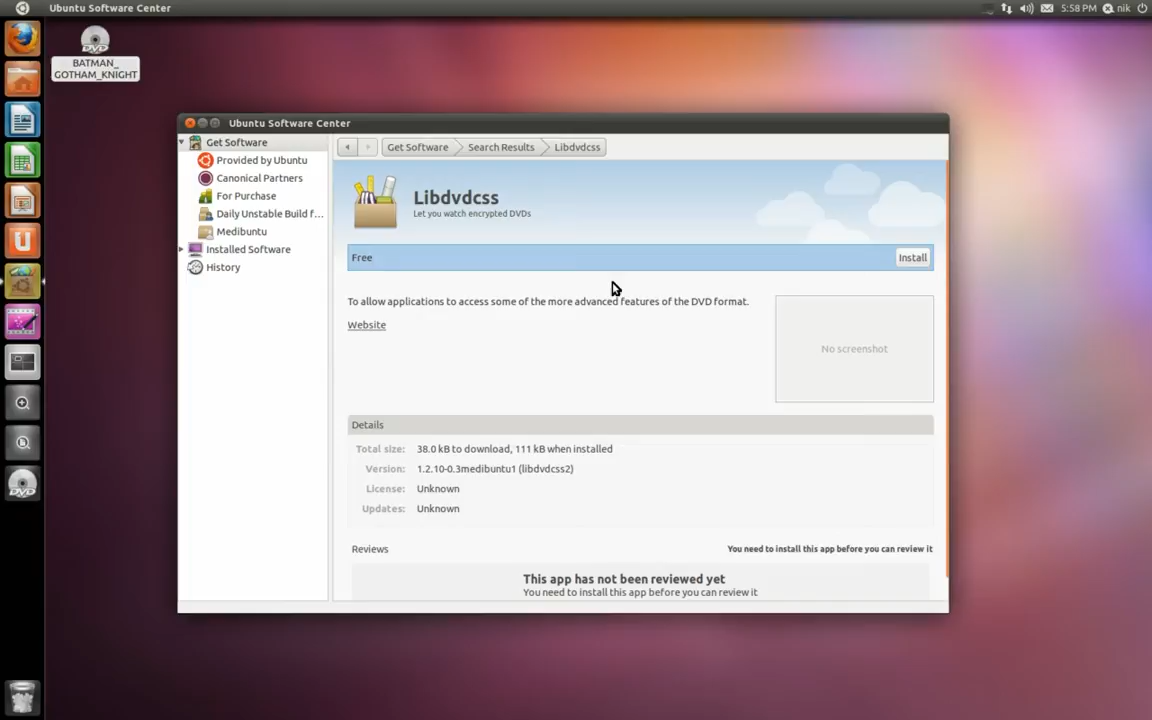 Ubuntu Software Center
5:58 PM
nik
BATMAN_
GOTHAM_KNIGHT
Ubuntu Software Center
Get Software
Provided by Ubuntu
Canonical Partners
For Purchase
Daily Unstable Build f...
Medibuntu
Installed Software
History
Get Software
Search Results
Libdvdcss
Libdvdcss
Let you watch encrypted DVDs
Free
Install
To allow applications to access some of the more advanced features of the DVD format.
Website
No screenshot
Details
Total size: 38.0 kB to download, 111 kB when installed
Version: 1.2.10-0.3medibuntu1 (libdvdcss2)
License: Unknown
Updates: Unknown
Reviews
You need to install this app before you can review it
This app has not been reviewed yet
You need to install this app before you can review it
DVD
DVD